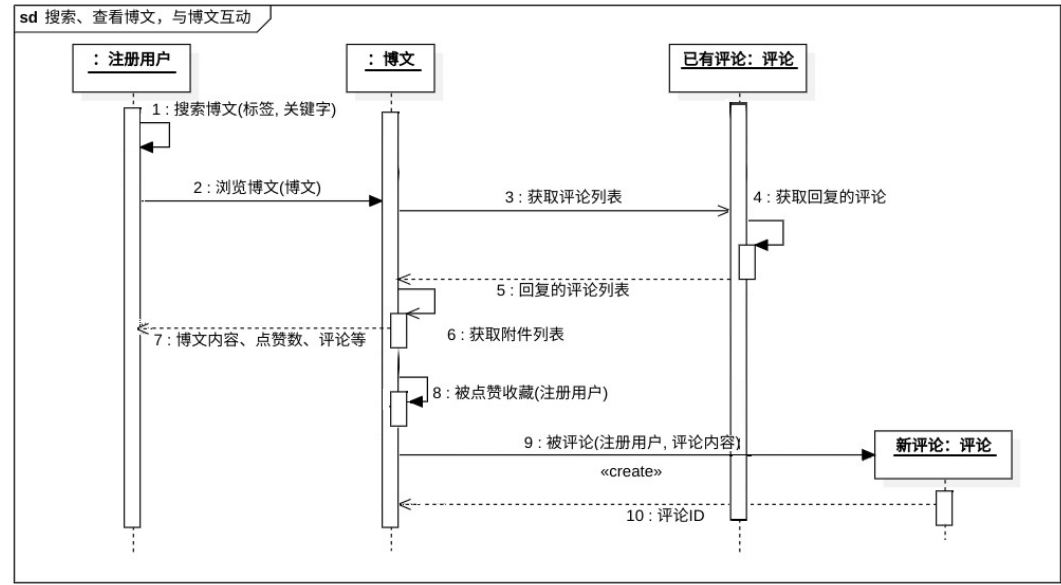 sd 搜索、查看博文，与博文互动
：注册用户
：博文
已有评论：评论
1 : 搜索博文(标签, 关键字)
2 : 浏览博文(博文)
3 : 获取评论列表
4 : 获取回复的评论
5 : 回复的评论列表
6 : 获取附件列表
7 : 博文内容、点赞数、评论等
8 : 被点赞收藏(注册用户)
9 : 被评论(注册用户, 评论内容)
新评论：评论
«create»
10 : 评论ID